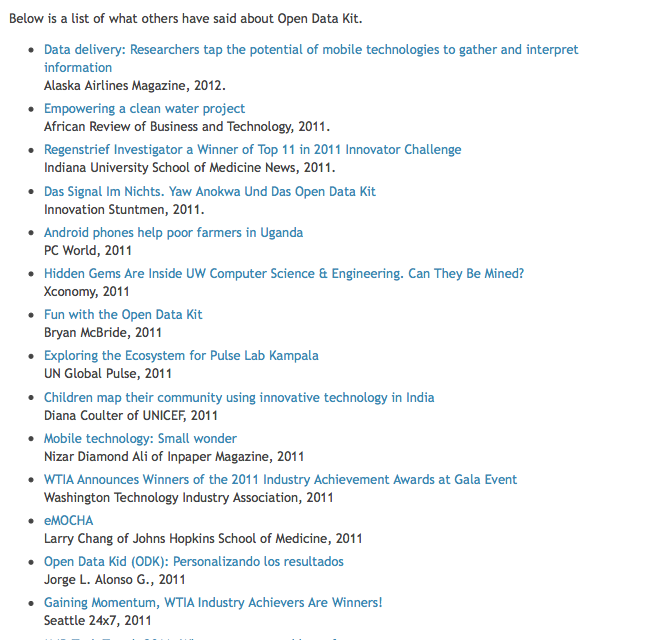 Below is a list of what others have said about Open Data Kit.
Data delivery: Researchers tap the potential of mobile technologies to gather and interpret
information
Alaska Airlines Magazine, 2012.
Empowering a clean water project
African Review of Business and Technology, 2011.
Regenstrief Investigator a Winner of Top 11 in 2011 Innovator Challenge
Indiana University School of Medicine News, 2011.
Das Signal Im Nichts. Yaw Anokwa Und Das Open Data Kit
Innovation Stuntmen, 2011.
Android phones help poor farmers in Uganda
PC World, 2011
Hidden Gems Are Inside UW Computer Science & Engineering. Can They Be Mined?
Xconomy, 2011
Fun with the Open Data Kit
Bryan McBride, 2011
Exploring the Ecosystem for Pulse Lab Kampala
UN Global Pulse, 2011
Children map their community using innovative technology in India
Diana Coulter of UNICEF, 2011
Mobile technology: Small wonder
Nizar Diamond Ali of Inpaper Magazine, 2011
WTIA Announces Winners of the 2011 Industry Achievement Awards at Gala Event
Washington Technology Industry Association, 2011
eMOCHA
Larry Chang of Johns Hopkins School of Medicine, 2011
Open Data Kid (ODK): Personalizando los resultados
Jorge L. Alonso G., 2011
Gaining Momentum, WTIA Industry Achievers Are Winners!
Seattle 24x7, 2011